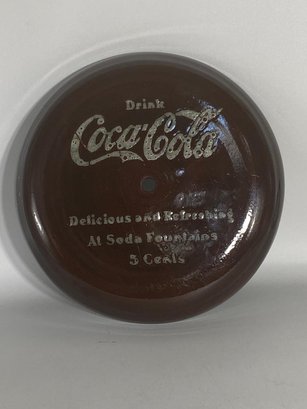 Drink
Coca-Cola
Delicious and Refreshing
At Soda Fountains
5 Cents